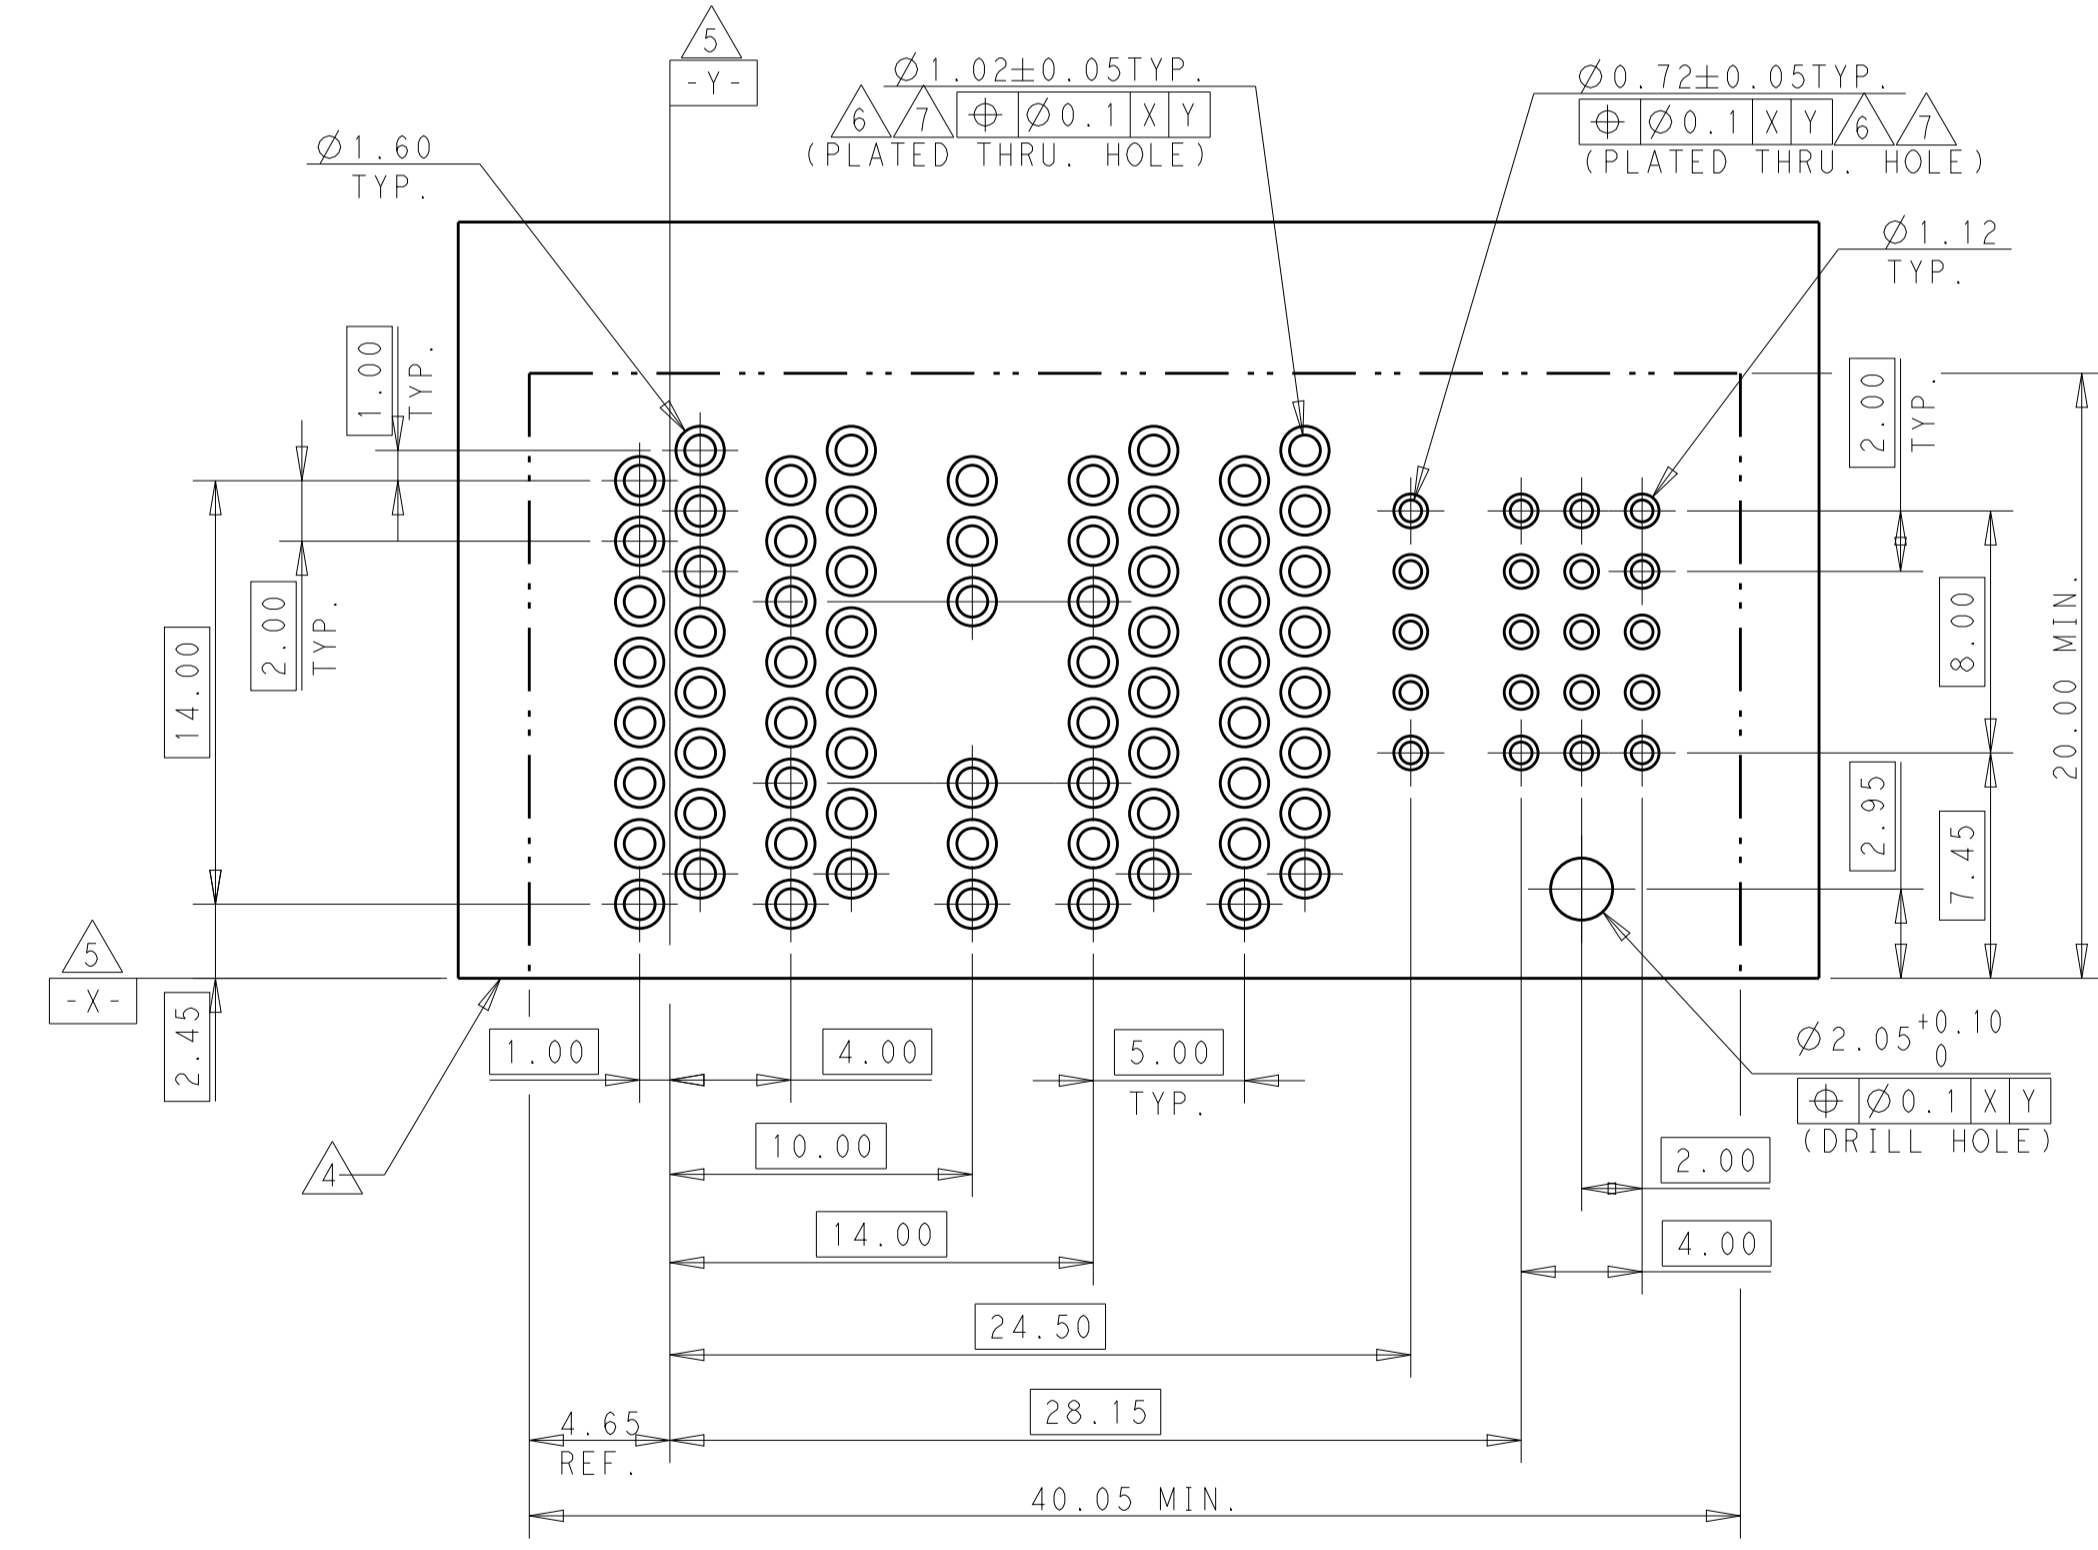 5
-Y-
Ø1.02±0.05TYP.
6 7 ⌖ Ø0.1 X Y
(PLATED THRU. HOLE)
Ø0.72±0.05TYP.
⌖ Ø0.1 X Y 6 7
(PLATED THRU. HOLE)
Ø1.60
TYP.
Ø1.12
TYP.
1.00
TYP.
2.00
TYP.
14.00
2.00
TYP.
8.00
20.00 MIN.
2.95
7.45
5
-X-
2.45
4
1.00
4.00
5.00
TYP.
Ø2.05 +0.10
0
⌖ Ø0.1 X Y
(DRILL HOLE)
10.00
2.00
14.00
4.00
24.50
28.15
4.65
REF.
40.05 MIN.